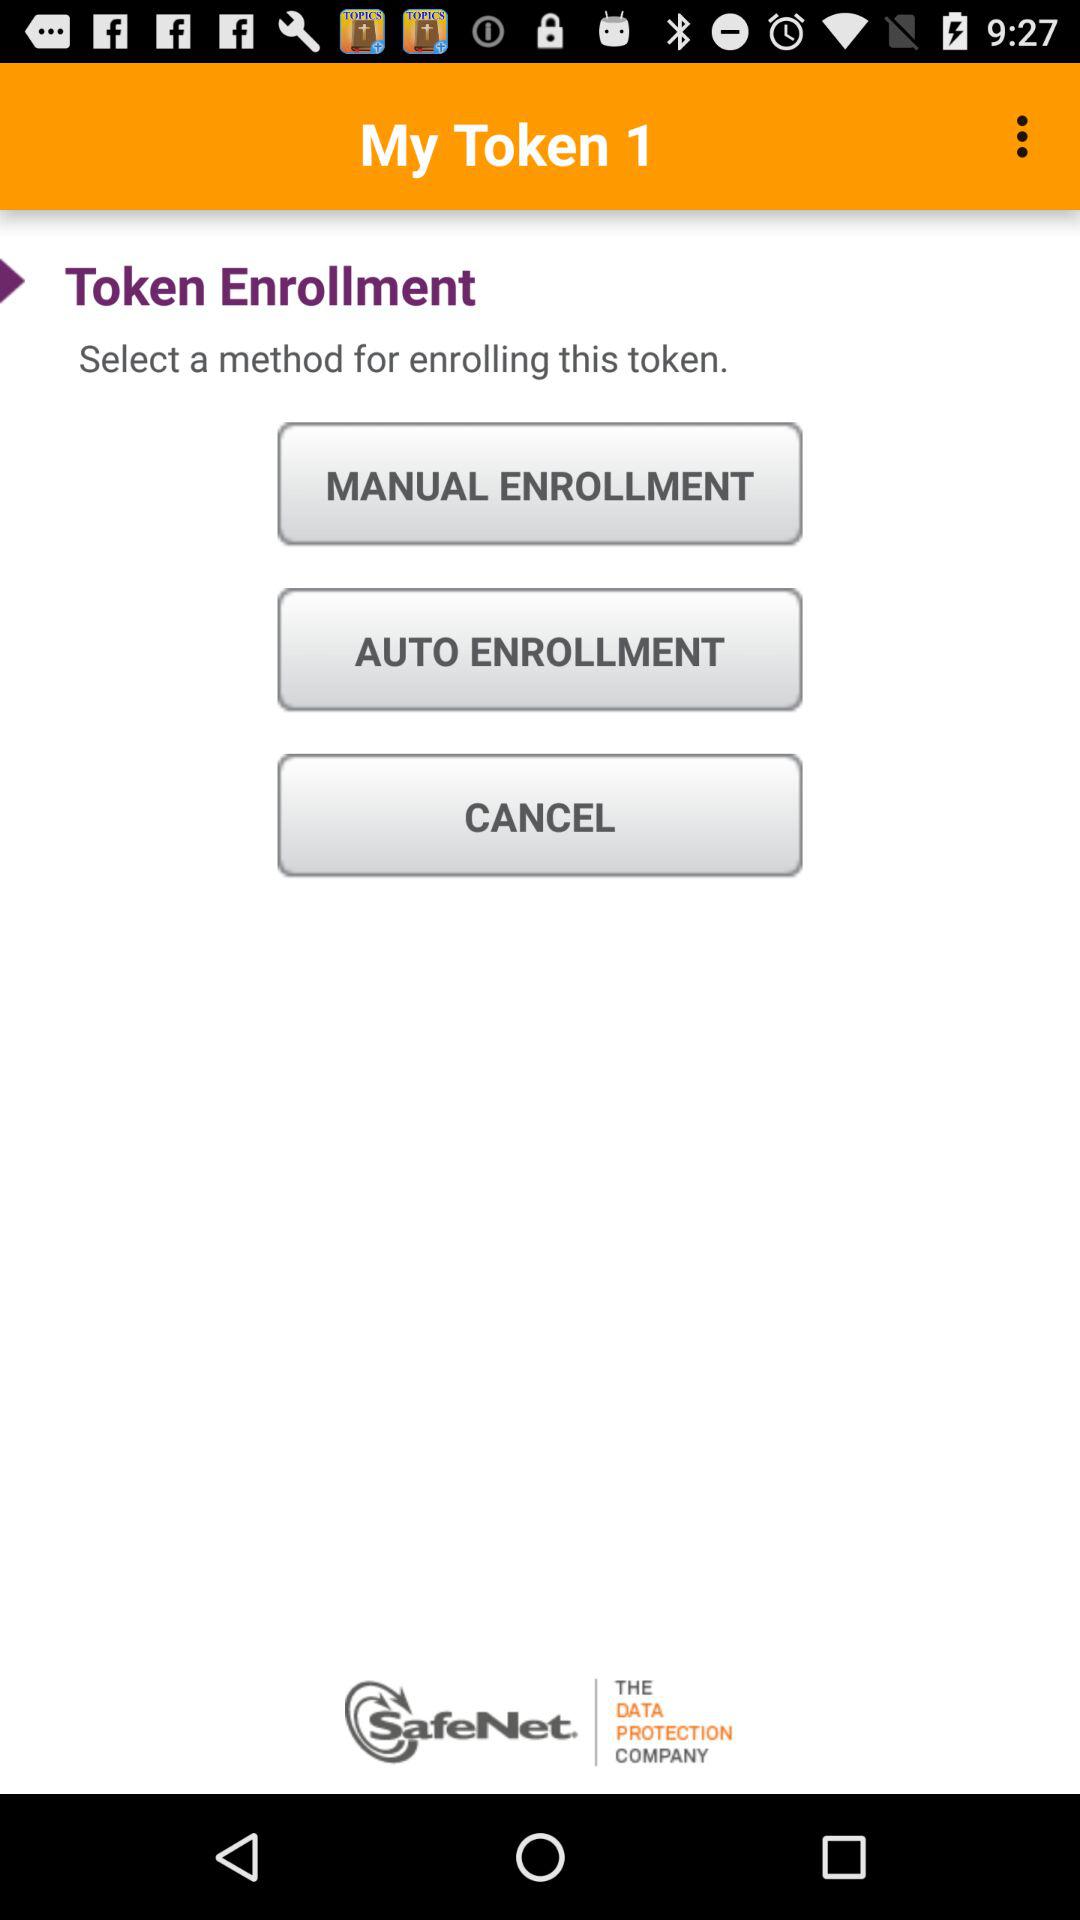 TOPICS TOPICS 9:27
My Token 1
Token Enrollment
Select a method for enrolling this token.
MANUAL ENROLLMENT
AUTO ENROLLMENT
CANCEL
SafeNet.
THE
DATA
PROTECTION
COMPANY